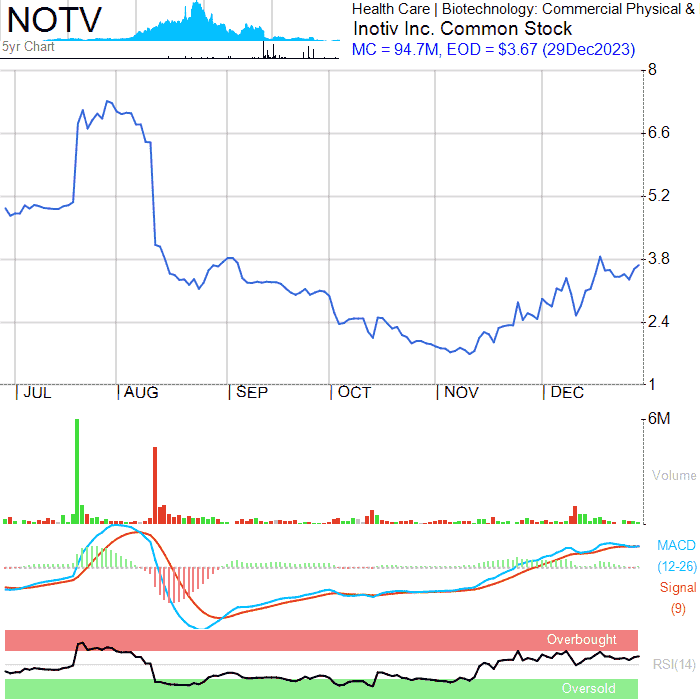 NOTV
5yr Chart
Health Care | Biotechnology: Commercial Physical &
Inotiv Inc. Common Stock
MC = 94.7M, EOD = $3.67 (29Dec2023)
8
6.6
5.2
3.8
2.4
1
JUL AUG SEP OCT NOV DEC
6M
Volume
MACD
(12-26)
Signal
(9)
Overbought
RSI(14)
Oversold